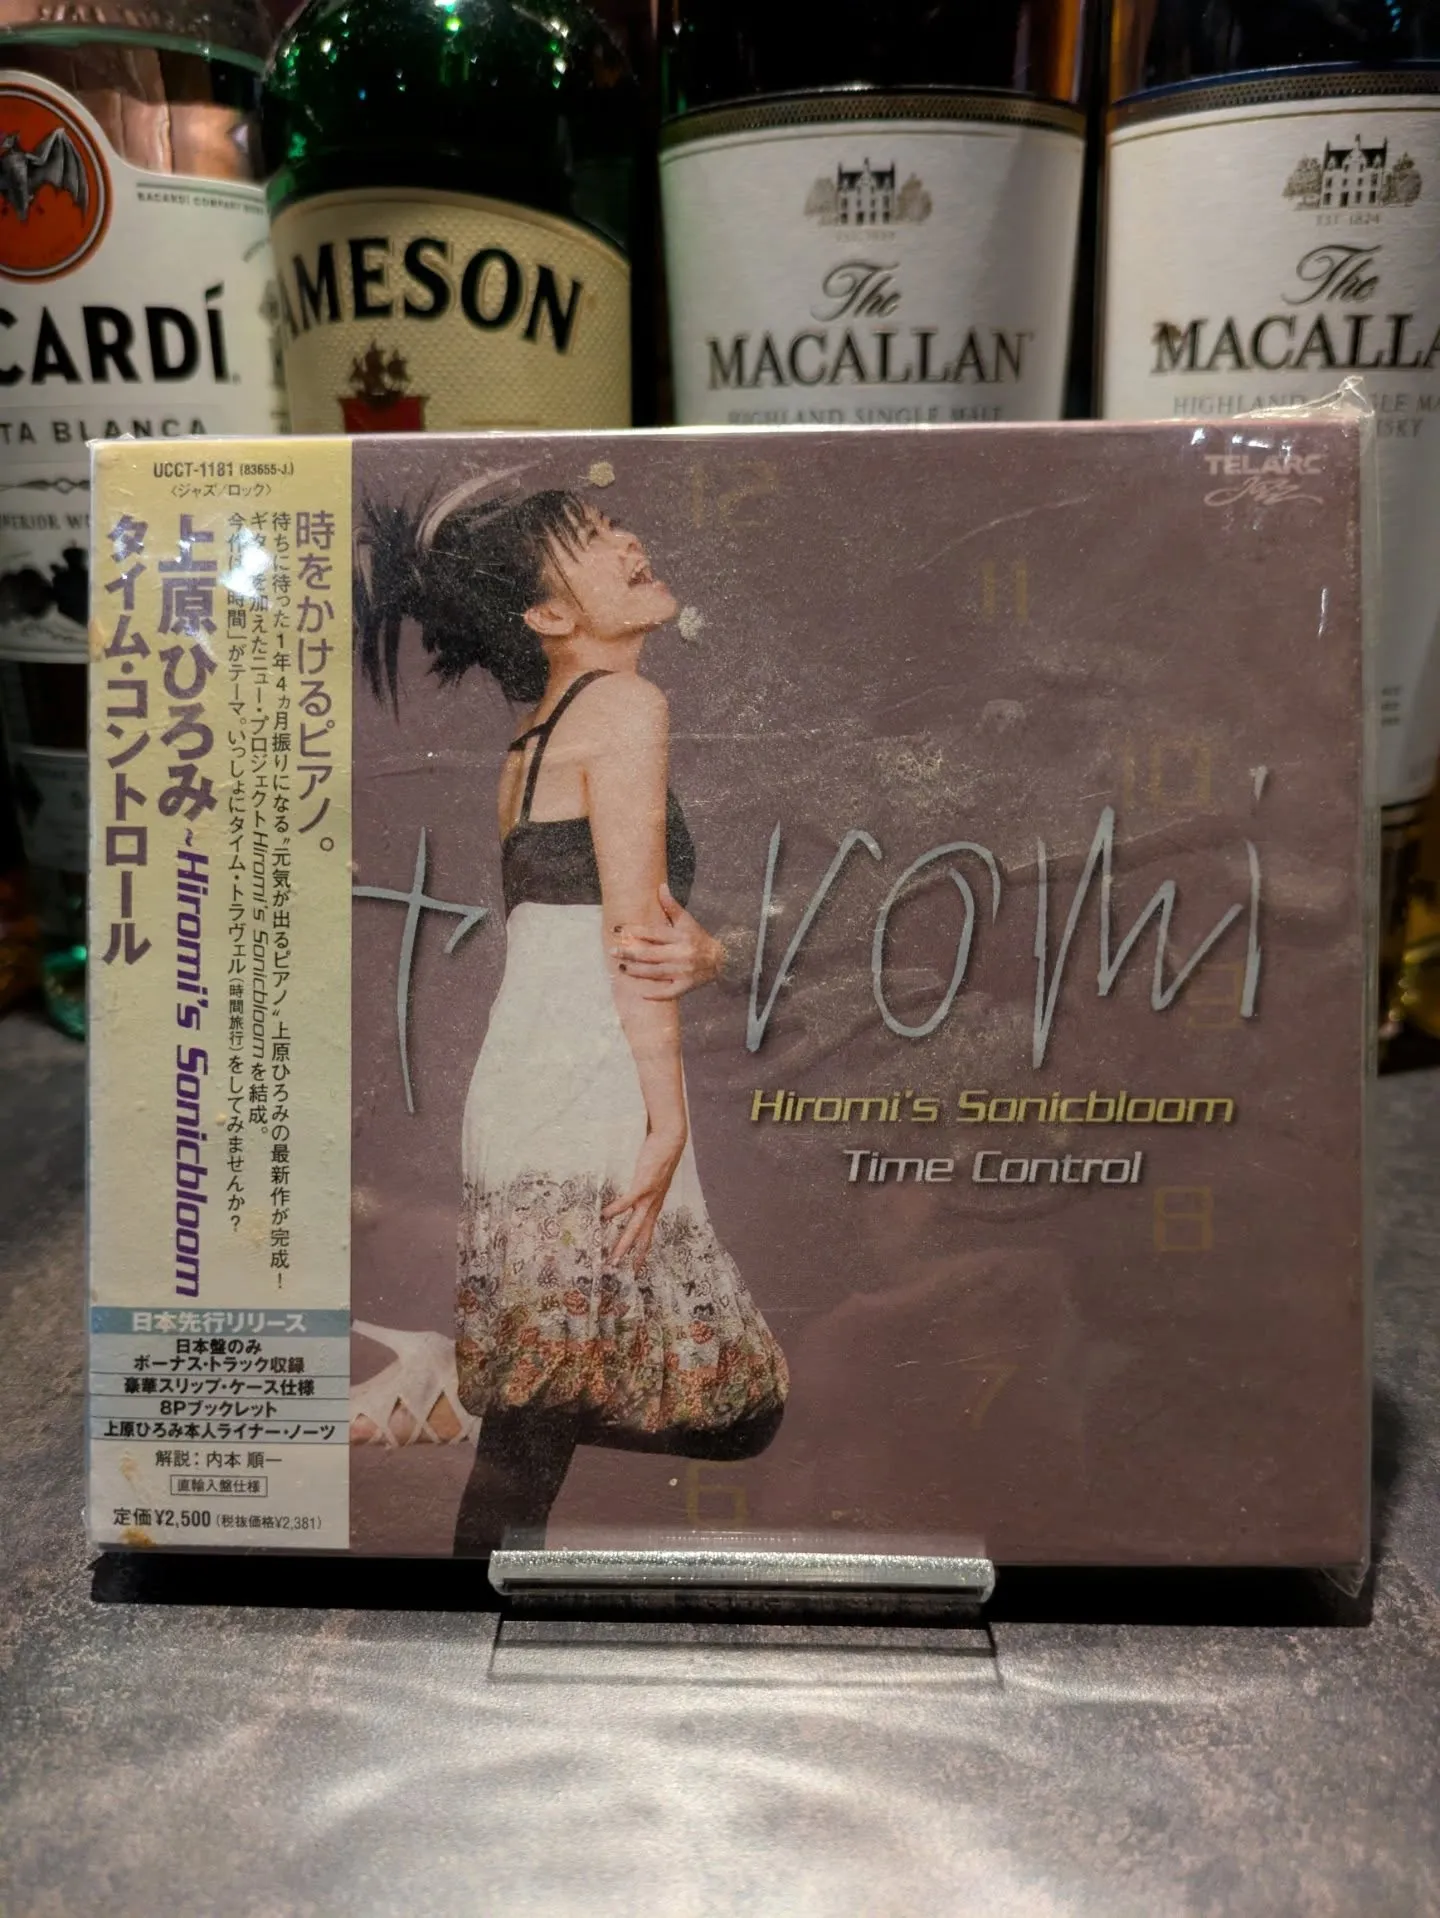 BACARDÍ COMPANY
CARDÍ
TA BLANCA
JAMESON
The
MACALLAN
HIGHLAND SINGLE MALT
EST 1824
The
MACALLA
HIGHLAND
UCCT-1181 (83655-J.)
〈ジャズ/ロック〉
時をかけるピアノ。
待ちに待った1年4ヵ月振りになる〝元気が出るピアノ〟上原ひろみの最新作が完成!
ギターを加えたニュー・プロジェクトHiromi's Sonicbloomを結成。
今作は「時間」がテーマ。いっしょにタイム・トラヴェル(時間旅行)をしてみませんか?
上原ひろみ~Hiromi's Sonicbloom
タイム・コントロール
日本先行リリース
日本盤のみ
ボーナス・トラック収録
豪華スリップ・ケース仕様
8Pブックレット
上原ひろみ本人ライナー・ノーツ
解説:内本 順一
直輸入盤仕様
定価¥2,500(税抜価格¥2,381)
TELARC
Jazz
12
11
10
9
8
7
6
romi
Hiromi's Sonicbloom
Time Control